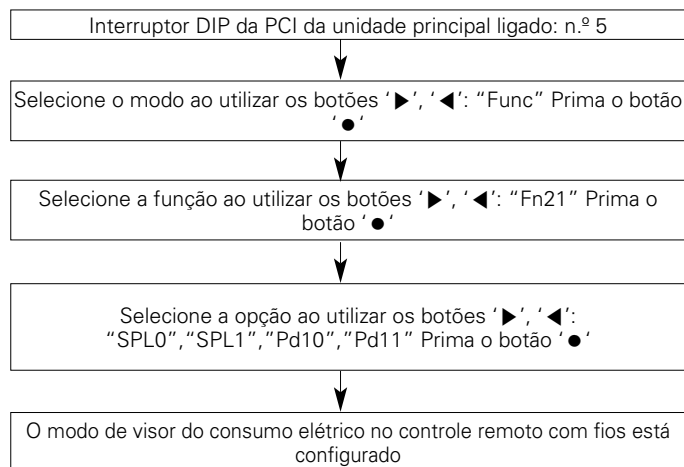 Interruptor DIP da PCI da unidade principal ligado: n.º 5
Selecione o modo ao utilizar os botões ‘▶’, ‘◀’: “Func” Prima o botão
‘●‘
Selecione a função ao utilizar os botões ‘▶’, ‘◀’: “Fn21” Prima o
botão ‘●‘
Selecione a opção ao utilizar os botões ‘▶’, ‘◀’:
“SPL0”,“SPL1”,”Pd10”,”Pd11” Prima o botão ‘●‘
O modo de visor do consumo elétrico no controle remoto com fios está
configurado